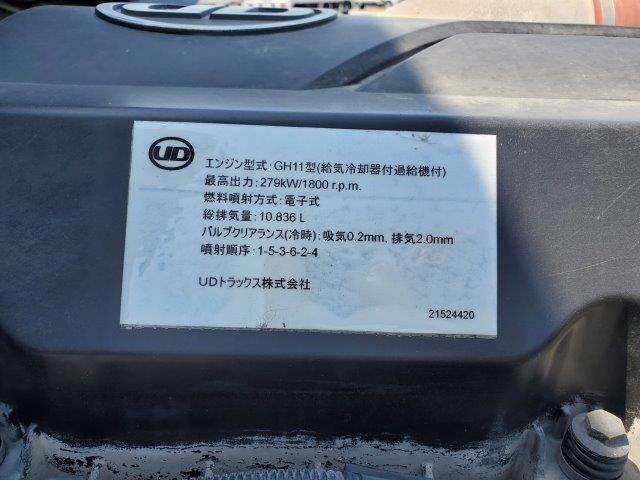 UD
UD
エンジン型式：GH11型(給気冷却器付過給機付)
最高出力：279kW/1800 r.p.m.
燃料噴射方式：電子式
総排気量：10.836 L
バルブクリアランス(冷時)：吸気0.2mm, 排気2.0mm
噴射順序：1-5-3-6-2-4
UDトラックス株式会社
21524420